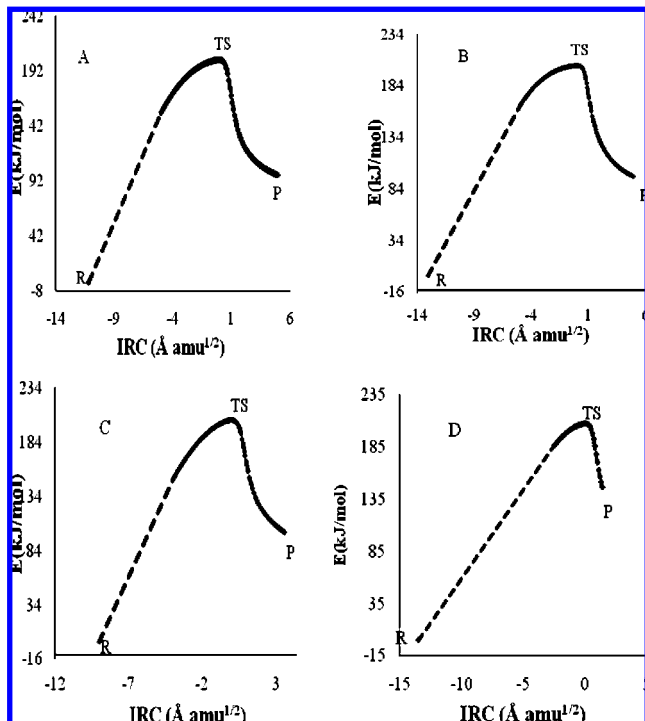 A
TS
R
P
242
192
42
92
42
-8
E(kJ/mol)
-14 -9 -4 1 6
IRC (Å amu1/2)
B
TS
R
234
184
134
84
34
-16
E(kJ/mol)
-14 -9 -4 1
IRC (Å amu1/2)
C
TS
R
P
234
184
134
84
34
-16
E(kJ/mol)
-12 -7 -2 3
IRC (Å amu1/2)
D
TS
R
P
235
185
135
85
35
-15
E(kJ/mol)
-15 -10 -5 0
IRC (Å amu1/2)